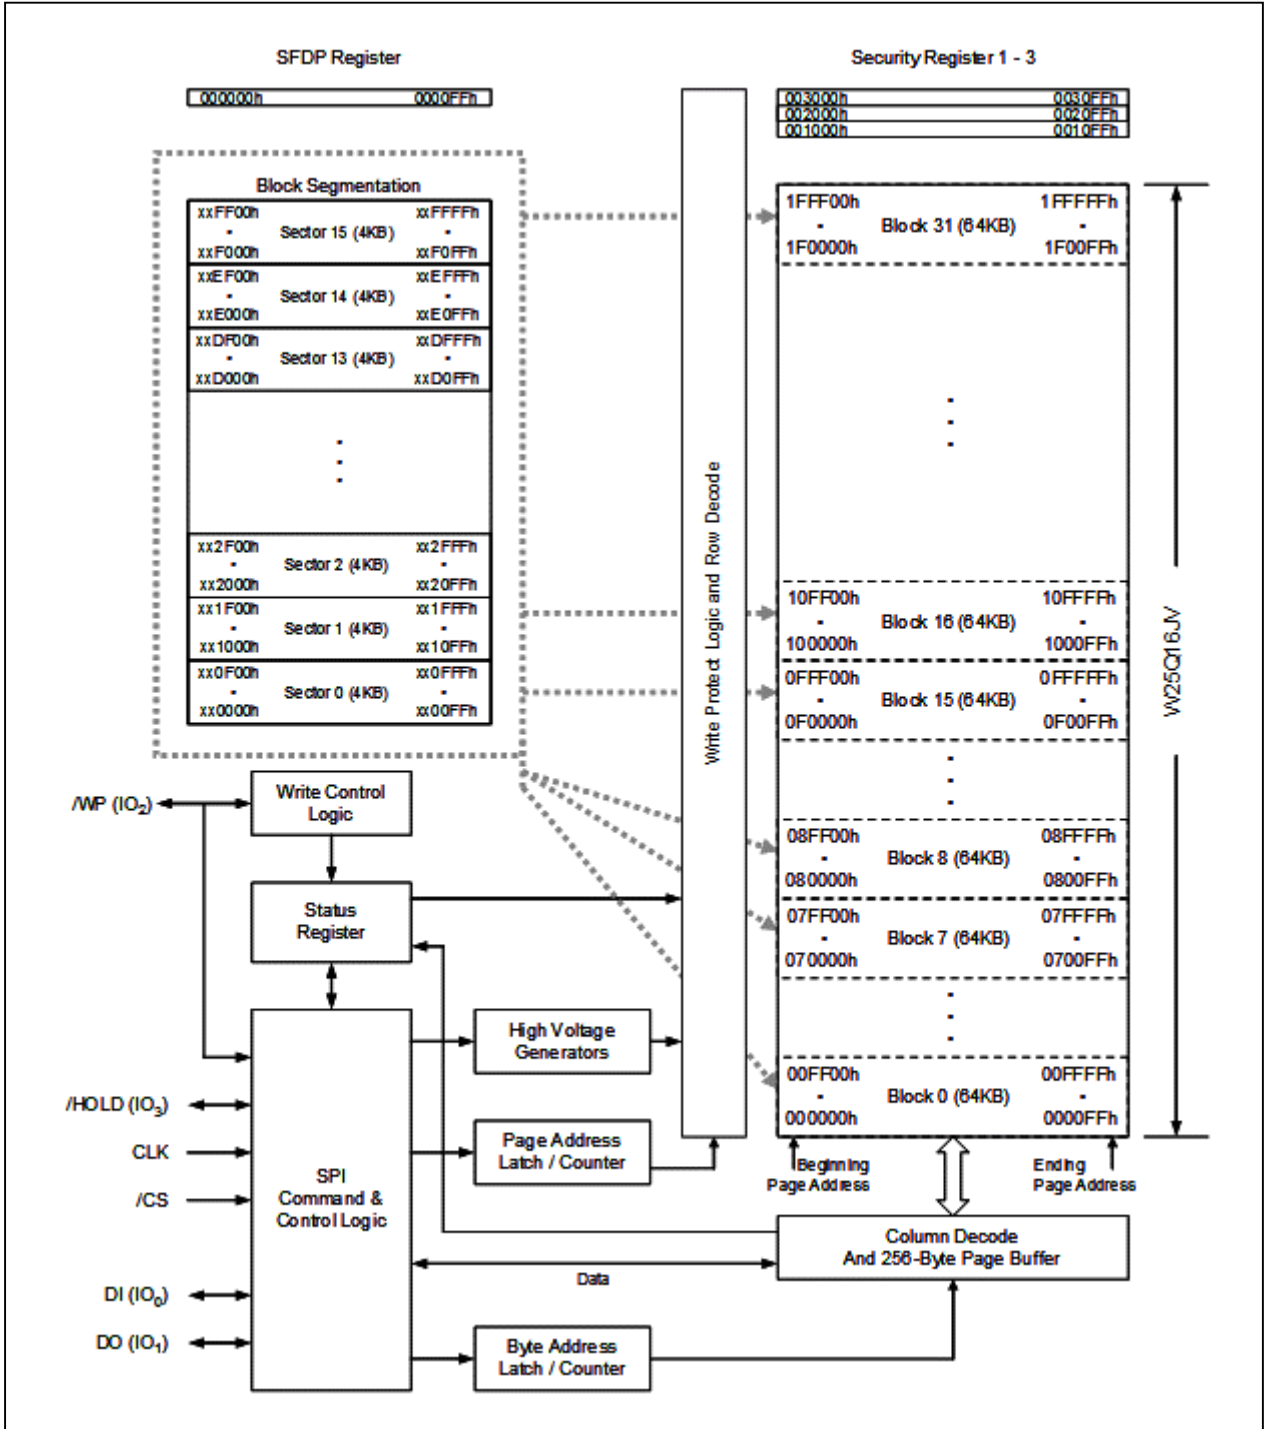 SFDP Register
000000h 0000FFh
Security Register 1 - 3
003000h 0030FFh
002000h 0020FFh
001000h 0010FFh
Block Segmentation
xxFF00h xxFFFFh
- Sector 15 (4KB) -
xxF000h xxF0FFh
xxEF00h xxEFFFh
- Sector 14 (4KB) -
xxE000h xxE0FFh
xxDF00h xxDFFFh
- Sector 13 (4KB) -
xxD000h xxD0FFh
xx2F00h xx2FFFh
- Sector 2 (4KB) -
xx2000h xx20FFh
xx1F00h xx1FFFh
- Sector 1 (4KB) -
xx1000h xx10FFh
xx0F00h xx0FFFh
- Sector 0 (4KB) -
xx0000h xx00FFh
Write Protect Logic and Row Decode
1FFF00h 1FFFFFh
- Block 31 (64KB) -
1F0000h 1F00FFh
10FF00h 10FFFFh
- Block 16 (64KB) -
100000h 1000FFh
0FFF00h 0FFFFFh
- Block 15 (64KB) -
0F0000h 0F00FFh
08FF00h 08FFFFh
- Block 8 (64KB) -
080000h 0800FFh
07FF00h 07FFFFh
- Block 7 (64KB) -
070000h 0700FFh
00FF00h 00FFFFh
- Block 0 (64KB) -
000000h 0000FFh
W25Q16JV
Beginning
Page Address
Ending
Page Address
/WP (IO2)
Write Control
Logic
Status
Register
High Voltage
Generators
/HOLD (IO3)
CLK
/CS
DI (IO0)
DO (IO1)
SPI
Command &
Control Logic
Page Address
Latch / Counter
Column Decode
And 256-Byte Page Buffer
Data
Byte Address
Latch / Counter